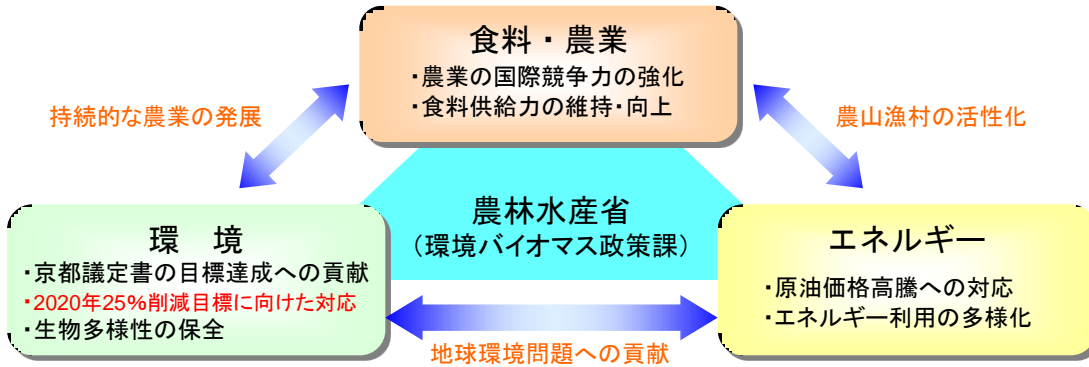 食料・農業
・農業の国際競争力の強化
・食料供給力の維持・向上
持続的な農業の発展
農山漁村の活性化
農林水産省
（環境バイオマス政策課）
環　境
・京都議定書の目標達成への貢献
・2020年25%削減目標に向けた対応
・生物多様性の保全
エネルギー
・原油価格高騰への対応
・エネルギー利用の多様化
地球環境問題への貢献